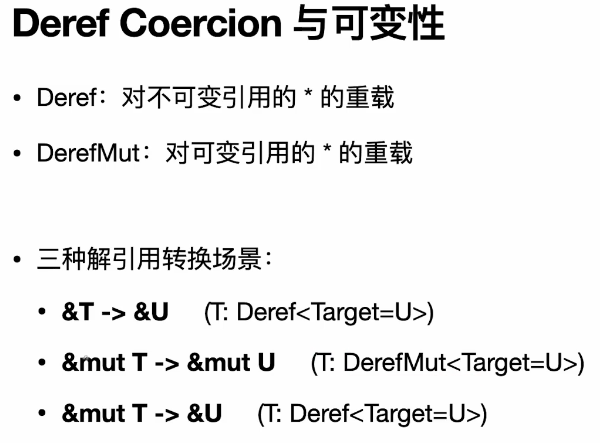 Deref Coercion 与可变性
• Deref：对不可变引用的 * 的重载
• DerefMut：对可变引用的 * 的重载
• 三种解引用转换场景：
• &T -> &U (T: Deref<Target=U>)
• &mut T -> &mut U (T: DerefMut<Target=U>)
• &mut T -> &U (T: Deref<Target=U>)